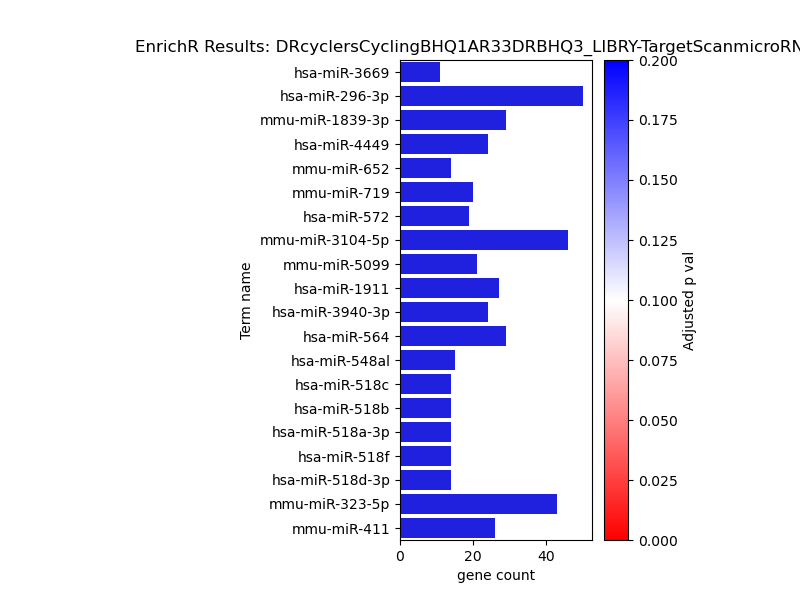 EnrichR Results: DRcyclersCyclingBHQ1AR33DRBHQ3_LIBRY-TargetScanmicroRN
hsa-miR-3669
hsa-miR-296-3p
mmu-miR-1839-3p
hsa-miR-4449
mmu-miR-652
mmu-miR-719
hsa-miR-572
mmu-miR-3104-5p
mmu-miR-5099
hsa-miR-1911
hsa-miR-3940-3p
hsa-miR-564
hsa-miR-548al
hsa-miR-518c
hsa-miR-518b
hsa-miR-518a-3p
hsa-miR-518f
hsa-miR-518d-3p
mmu-miR-323-5p
mmu-miR-411
Term name
0 20 40
gene count
0.200
0.175
0.150
0.125
0.100
0.075
0.050
0.025
0.000
Adjusted p val